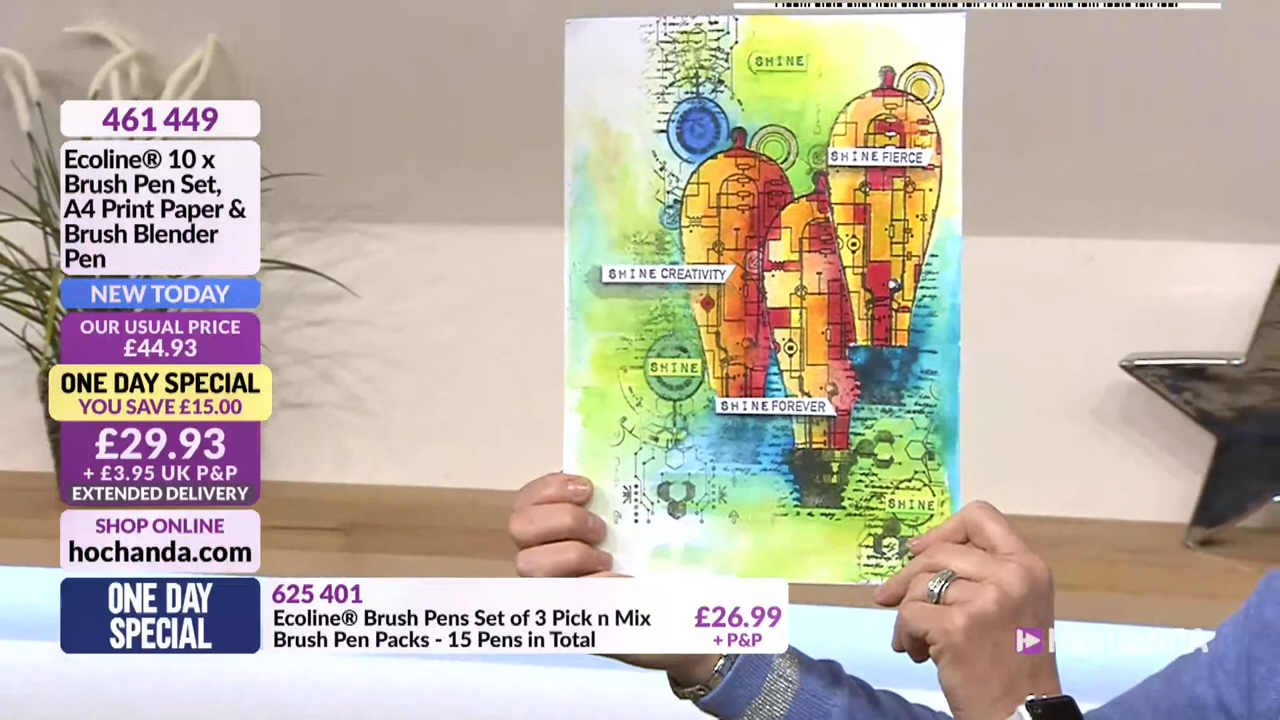 461 449
Ecoline® 10 x
Brush Pen Set,
A4 Print Paper &
Brush Blender
Pen
NEW TODAY
OUR USUAL PRICE
£44.93
ONE DAY SPECIAL
YOU SAVE £15.00
£29.93
+ £3.95 UK P&P
EXTENDED DELIVERY
SHOP ONLINE
hochanda.com
ONE DAY
SPECIAL
625 401
Ecoline® Brush Pens Set of 3 Pick n Mix
Brush Pen Packs - 15 Pens in Total
£26.99
+ P&P
SHINE
SHINE FIERCE
SHINE CREATIVITY
SHINE
SHINE FOREVER
SHINE